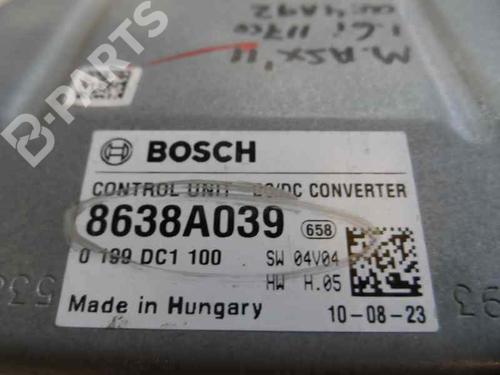 M. ASX'11
1.6i 117cv
B-PARTS
BOSCH
CONTROL UNIT DC/DC CONVERTER
8638A039 658
0 199 DC1 100 SW 04V04
HW H.05
Made in Hungary 10-08-23